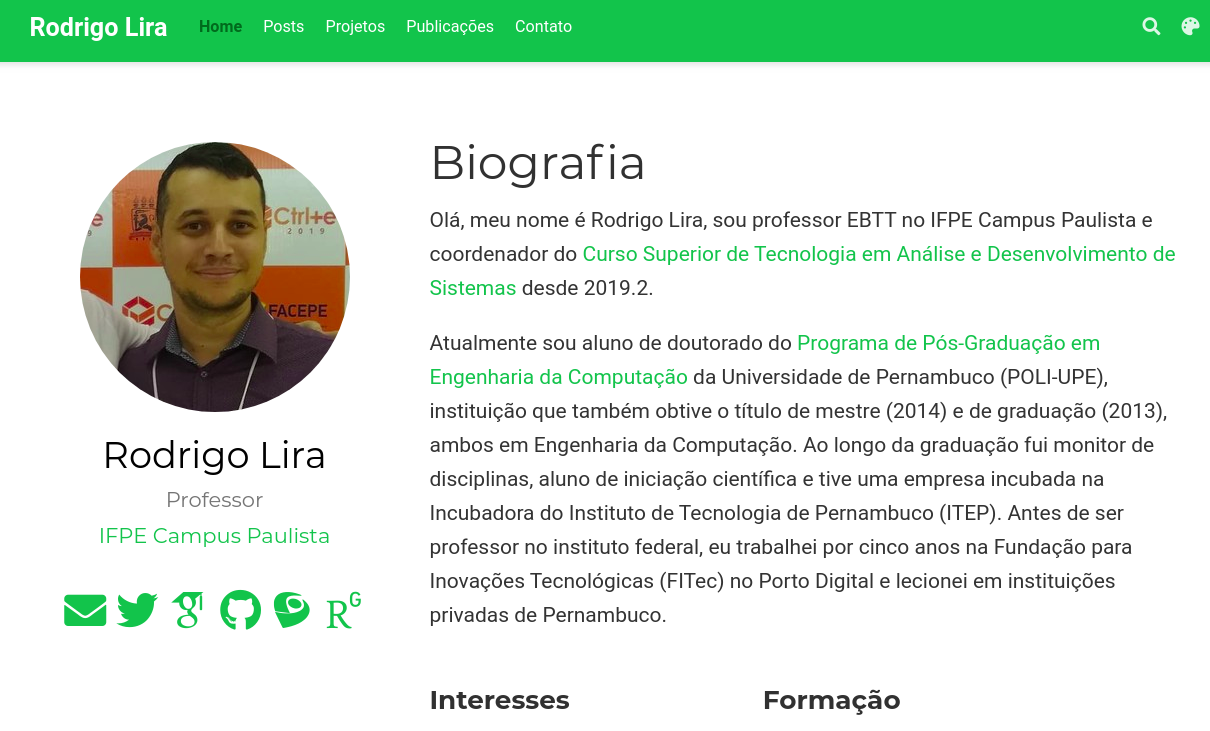 Rodrigo Lira Home Posts Projetos Publicações Contato
Ctrl+e
2019
e
9
C
FACEPE
Rodrigo Lira
Professor
IFPE Campus Paulista
Biografia
Olá, meu nome é Rodrigo Lira, sou professor EBTT no IFPE Campus Paulista e
coordenador do Curso Superior de Tecnologia em Análise e Desenvolvimento de
Sistemas desde 2019.2.
Atualmente sou aluno de doutorado do Programa de Pós-Graduação em
Engenharia da Computação da Universidade de Pernambuco (POLI-UPE),
instituição que também obtive o título de mestre (2014) e de graduação (2013),
ambos em Engenharia da Computação. Ao longo da graduação fui monitor de
disciplinas, aluno de iniciação científica e tive uma empresa incubada na
Incubadora do Instituto de Tecnologia de Pernambuco (ITEP). Antes de ser
professor no instituto federal, eu trabalhei por cinco anos na Fundação para
Inovações Tecnológicas (FITec) no Porto Digital e lecionei em instituições
privadas de Pernambuco.
Interesses
Formação